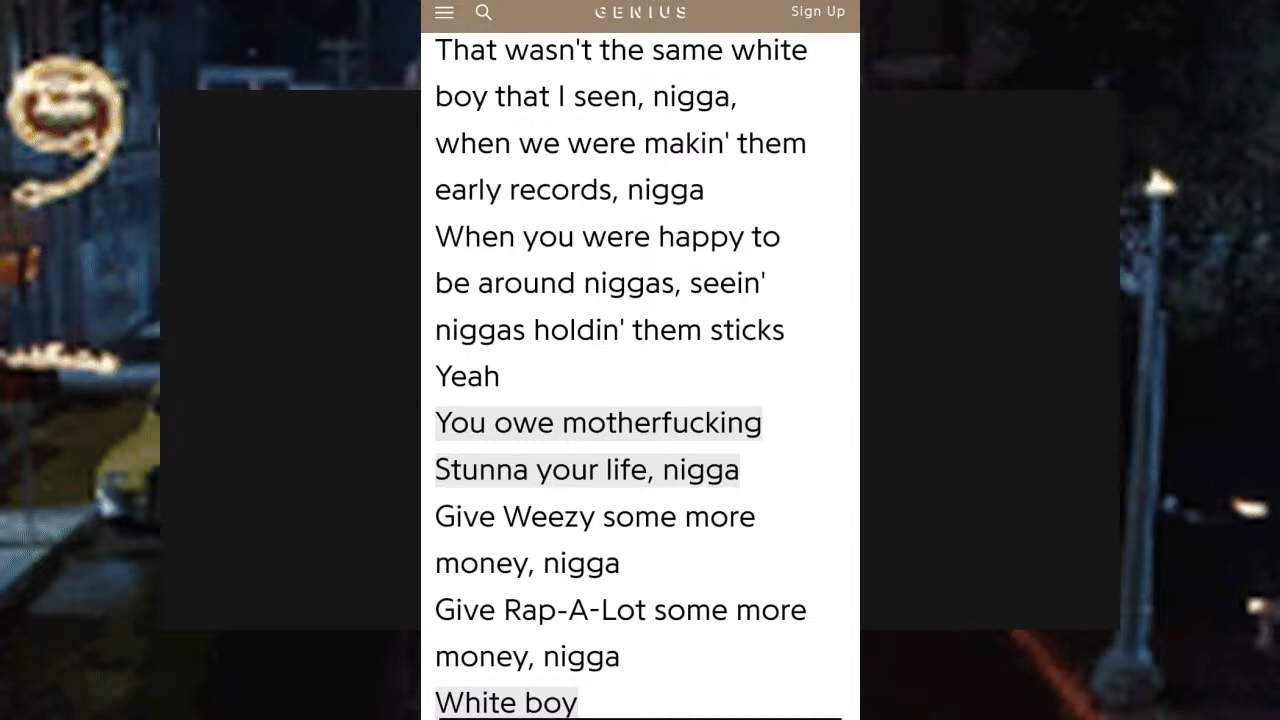 GENIUS
Sign Up
That wasn't the same white
boy that I seen, nigga,
when we were makin' them
early records, nigga
When you were happy to
be around niggas, seein'
niggas holdin' them sticks
Yeah
You owe motherfucking
Stunna your life, nigga
Give Weezy some more
money, nigga
Give Rap-A-Lot some more
money, nigga
White boy